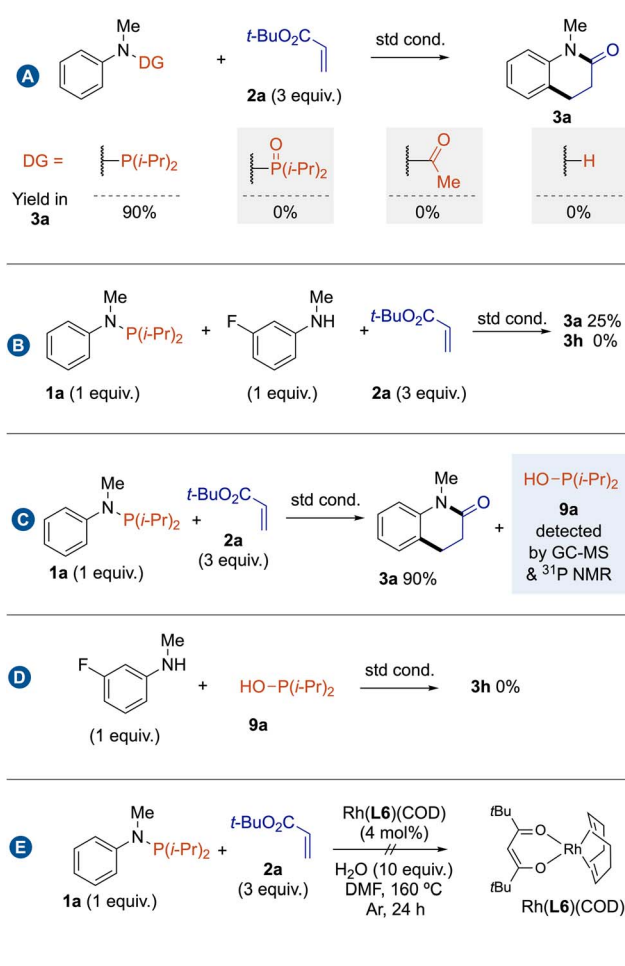 A
Me
N
DG
+
t-BuO₂C
2a (3 equiv.)
std cond.
Me
N
O
3a
DG =
P(i-Pr)₂
O
P(i-Pr)₂
O
Me
H
Yield in
3a
90%
0%
0%
0%
B
Me
N
P(i-Pr)₂
1a (1 equiv.)
+
Me
F
NH
(1 equiv.)
+
t-BuO₂C
2a (3 equiv.)
std cond.
3a 25%
3h 0%
C
Me
N
P(i-Pr)₂
1a (1 equiv.)
+
t-BuO₂C
2a
(3 equiv.)
std cond.
Me
N
O
3a 90%
+
HO–P(i-Pr)₂
9a
detected
by GC-MS
& ³¹P NMR
D
Me
F
NH
(1 equiv.)
+
HO–P(i-Pr)₂
9a
std cond.
3h 0%
E
Me
N
P(i-Pr)₂
1a (1 equiv.)
+
t-BuO₂C
2a
(3 equiv.)
Rh(L6)(COD)
(4 mol%)
H₂O (10 equiv.)
DMF, 160 ºC
Ar, 24 h
tBu
O
Rh
O
tBu
Rh(L6)(COD)